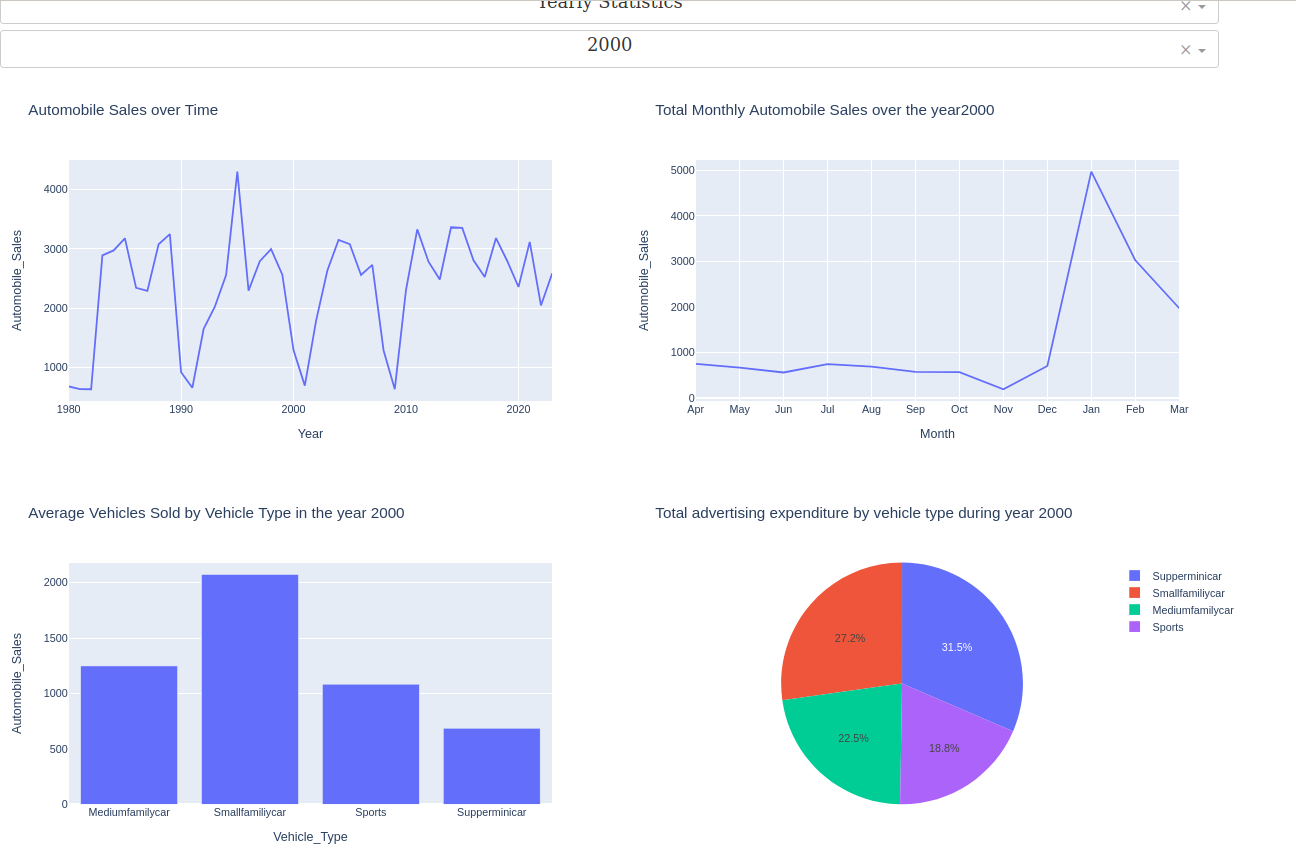 Yearly Statistics
× 
2000
× 
Automobile Sales over Time
Automobile_Sales
4000
3000
2000
1000
1980 1990 2000 2010 2020
Year
Total Monthly Automobile Sales over the year2000
Automobile_Sales
5000
4000
3000
2000
1000
0
Apr May Jun Jul Aug Sep Oct Nov Dec Jan Feb Mar
Month
Average Vehicles Sold by Vehicle Type in the year 2000
Automobile_Sales
2000
1500
1000
500
0
Mediumfamilycar Smallfamiliycar Sports Supperminicar
Vehicle_Type
Total advertising expenditure by vehicle type during year 2000
27.2%
31.5%
22.5%
18.8%
Supperminicar
Smallfamiliycar
Mediumfamilycar
Sports